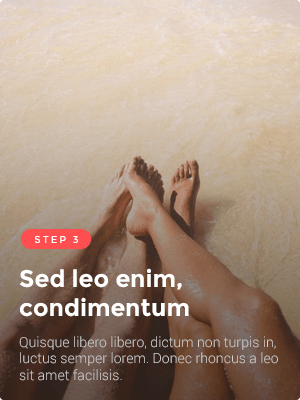 STEP 3
Sed leo enim,
condimentum
Quisque libero libero, dictum non turpis in,
luctus semper lorem. Donec rhoncus a leo
sit amet facilisis.